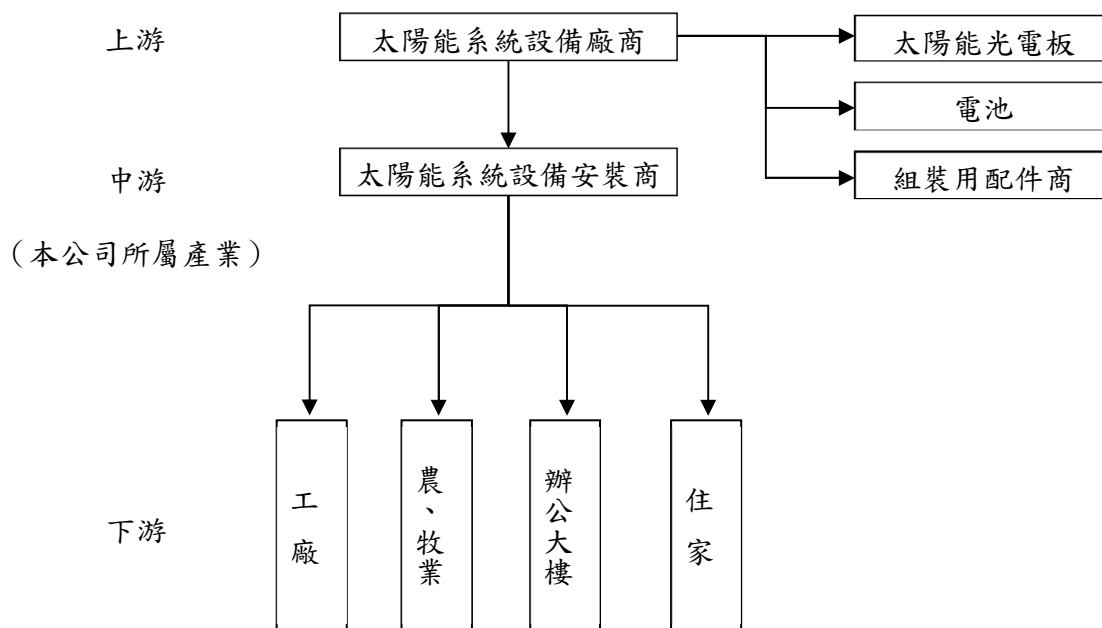 上游
太陽能系統設備廠商
太陽能光電板
電池
中游
太陽能系統設備安裝商
組裝用配件商
（本公司所屬產業）
下游
工廠
農、牧業
辦公大樓
住家